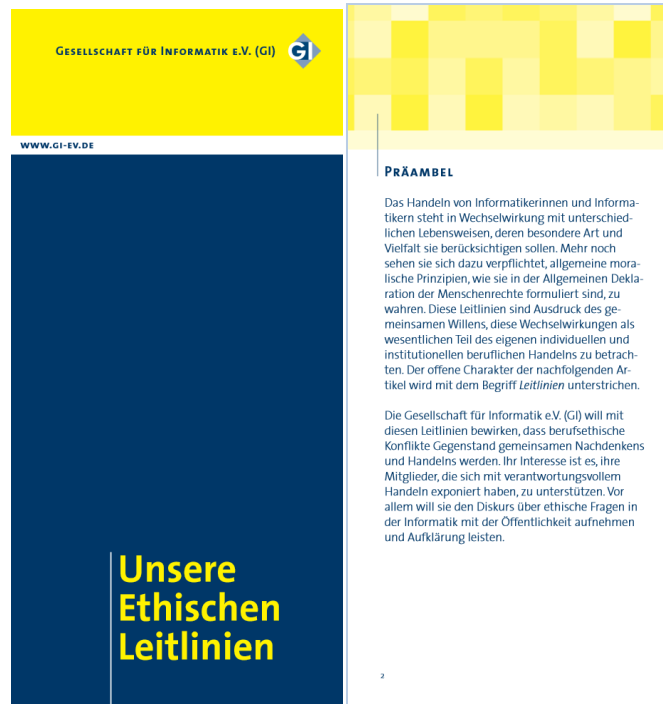 GESELLSCHAFT FÜR INFORMATIK E.V. (GI)
GI
WWW.GI-EV.DE
Unsere
Ethischen
Leitlinien
PRÄAMBEL
Das Handeln von Informatikerinnen und Informa-
tikern steht in Wechselwirkung mit unterschied-
lichen Lebensweisen, deren besondere Art und
Vielfalt sie berücksichtigen sollen. Mehr noch
sehen sie sich dazu verpflichtet, allgemeine mora-
lische Prinzipien, wie sie in der Allgemeinen Dekla-
ration der Menschenrechte formuliert sind, zu
wahren. Diese Leitlinien sind Ausdruck des ge-
meinsamen Willens, diese Wechselwirkungen als
wesentlichen Teil des eigenen individuellen und
institutionellen beruflichen Handelns zu betrach-
ten. Der offene Charakter der nachfolgenden Ar-
tikel wird mit dem Begriff Leitlinien unterstrichen.
Die Gesellschaft für Informatik e.V. (GI) will mit
diesen Leitlinien bewirken, dass berufsethische
Konflikte Gegenstand gemeinsamen Nachdenkens
und Handelns werden. Ihr Interesse ist es, ihre
Mitglieder, die sich mit verantwortungsvollem
Handeln exponiert haben, zu unterstützen. Vor
allem will sie den Diskurs über ethische Fragen in
der Informatik mit der Öffentlichkeit aufnehmen
und Aufklärung leisten.
2